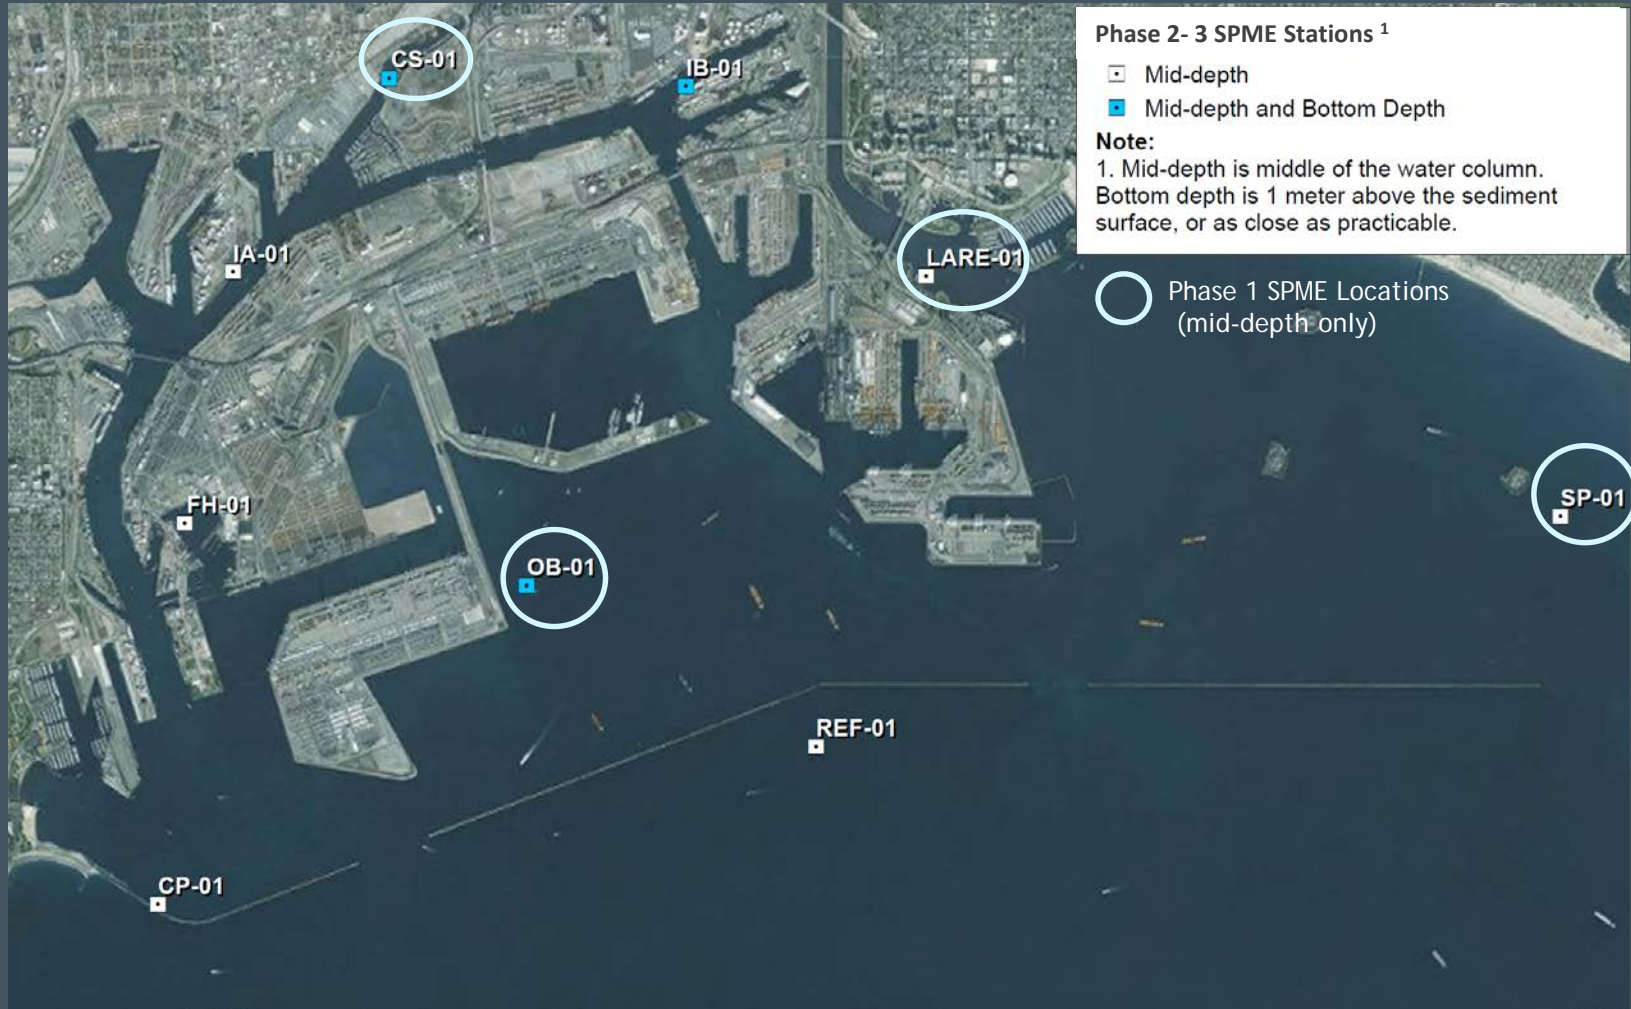 Phase 2- 3 SPME Stations 1
Mid-depth
Mid-depth and Bottom Depth
Note:
1. Mid-depth is middle of the water column.
Bottom depth is 1 meter above the sediment
surface, or as close as practicable.
Phase 1 SPME Locations
(mid-depth only)
CS-01
IB-01
IA-01
LARE-01
FH-01
SP-01
OB-01
REF-01
CP-01